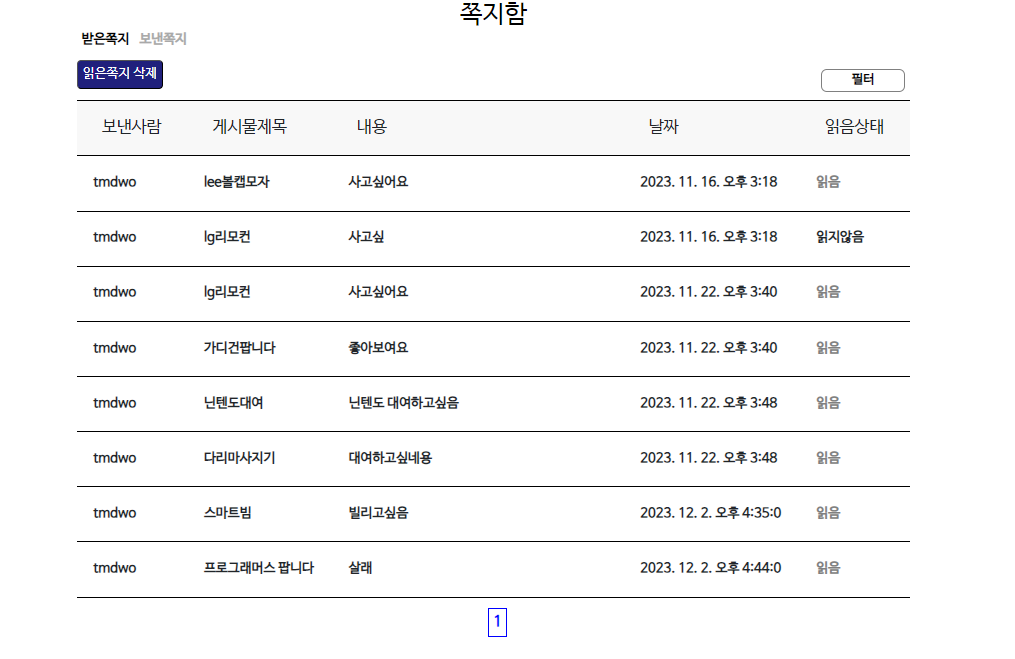 쪽지함
받은쪽지 보낸쪽지
읽은쪽지 삭제
필터
보낸사람 게시물제목 내용 날짜 읽음상태
tmdwo lee볼캡모자 사고싶어요 2023. 11. 16. 오후 3:18 읽음
tmdwo lg리모컨 사고싶 2023. 11. 16. 오후 3:18 읽지않음
tmdwo lg리모컨 사고싶어요 2023. 11. 22. 오후 3:40 읽음
tmdwo 가디건팝니다 좋아보여요 2023. 11. 22. 오후 3:40 읽음
tmdwo 닌텐도대여 닌텐도 대여하고싶음 2023. 11. 22. 오후 3:48 읽음
tmdwo 다리마사지기 대여하고싶네용 2023. 11. 22. 오후 3:48 읽음
tmdwo 스마트빔 빌리고싶음 2023. 12. 2. 오후 4:35:0 읽음
tmdwo 프로그래머스 팝니다 살래 2023. 12. 2. 오후 4:44:0 읽음
1